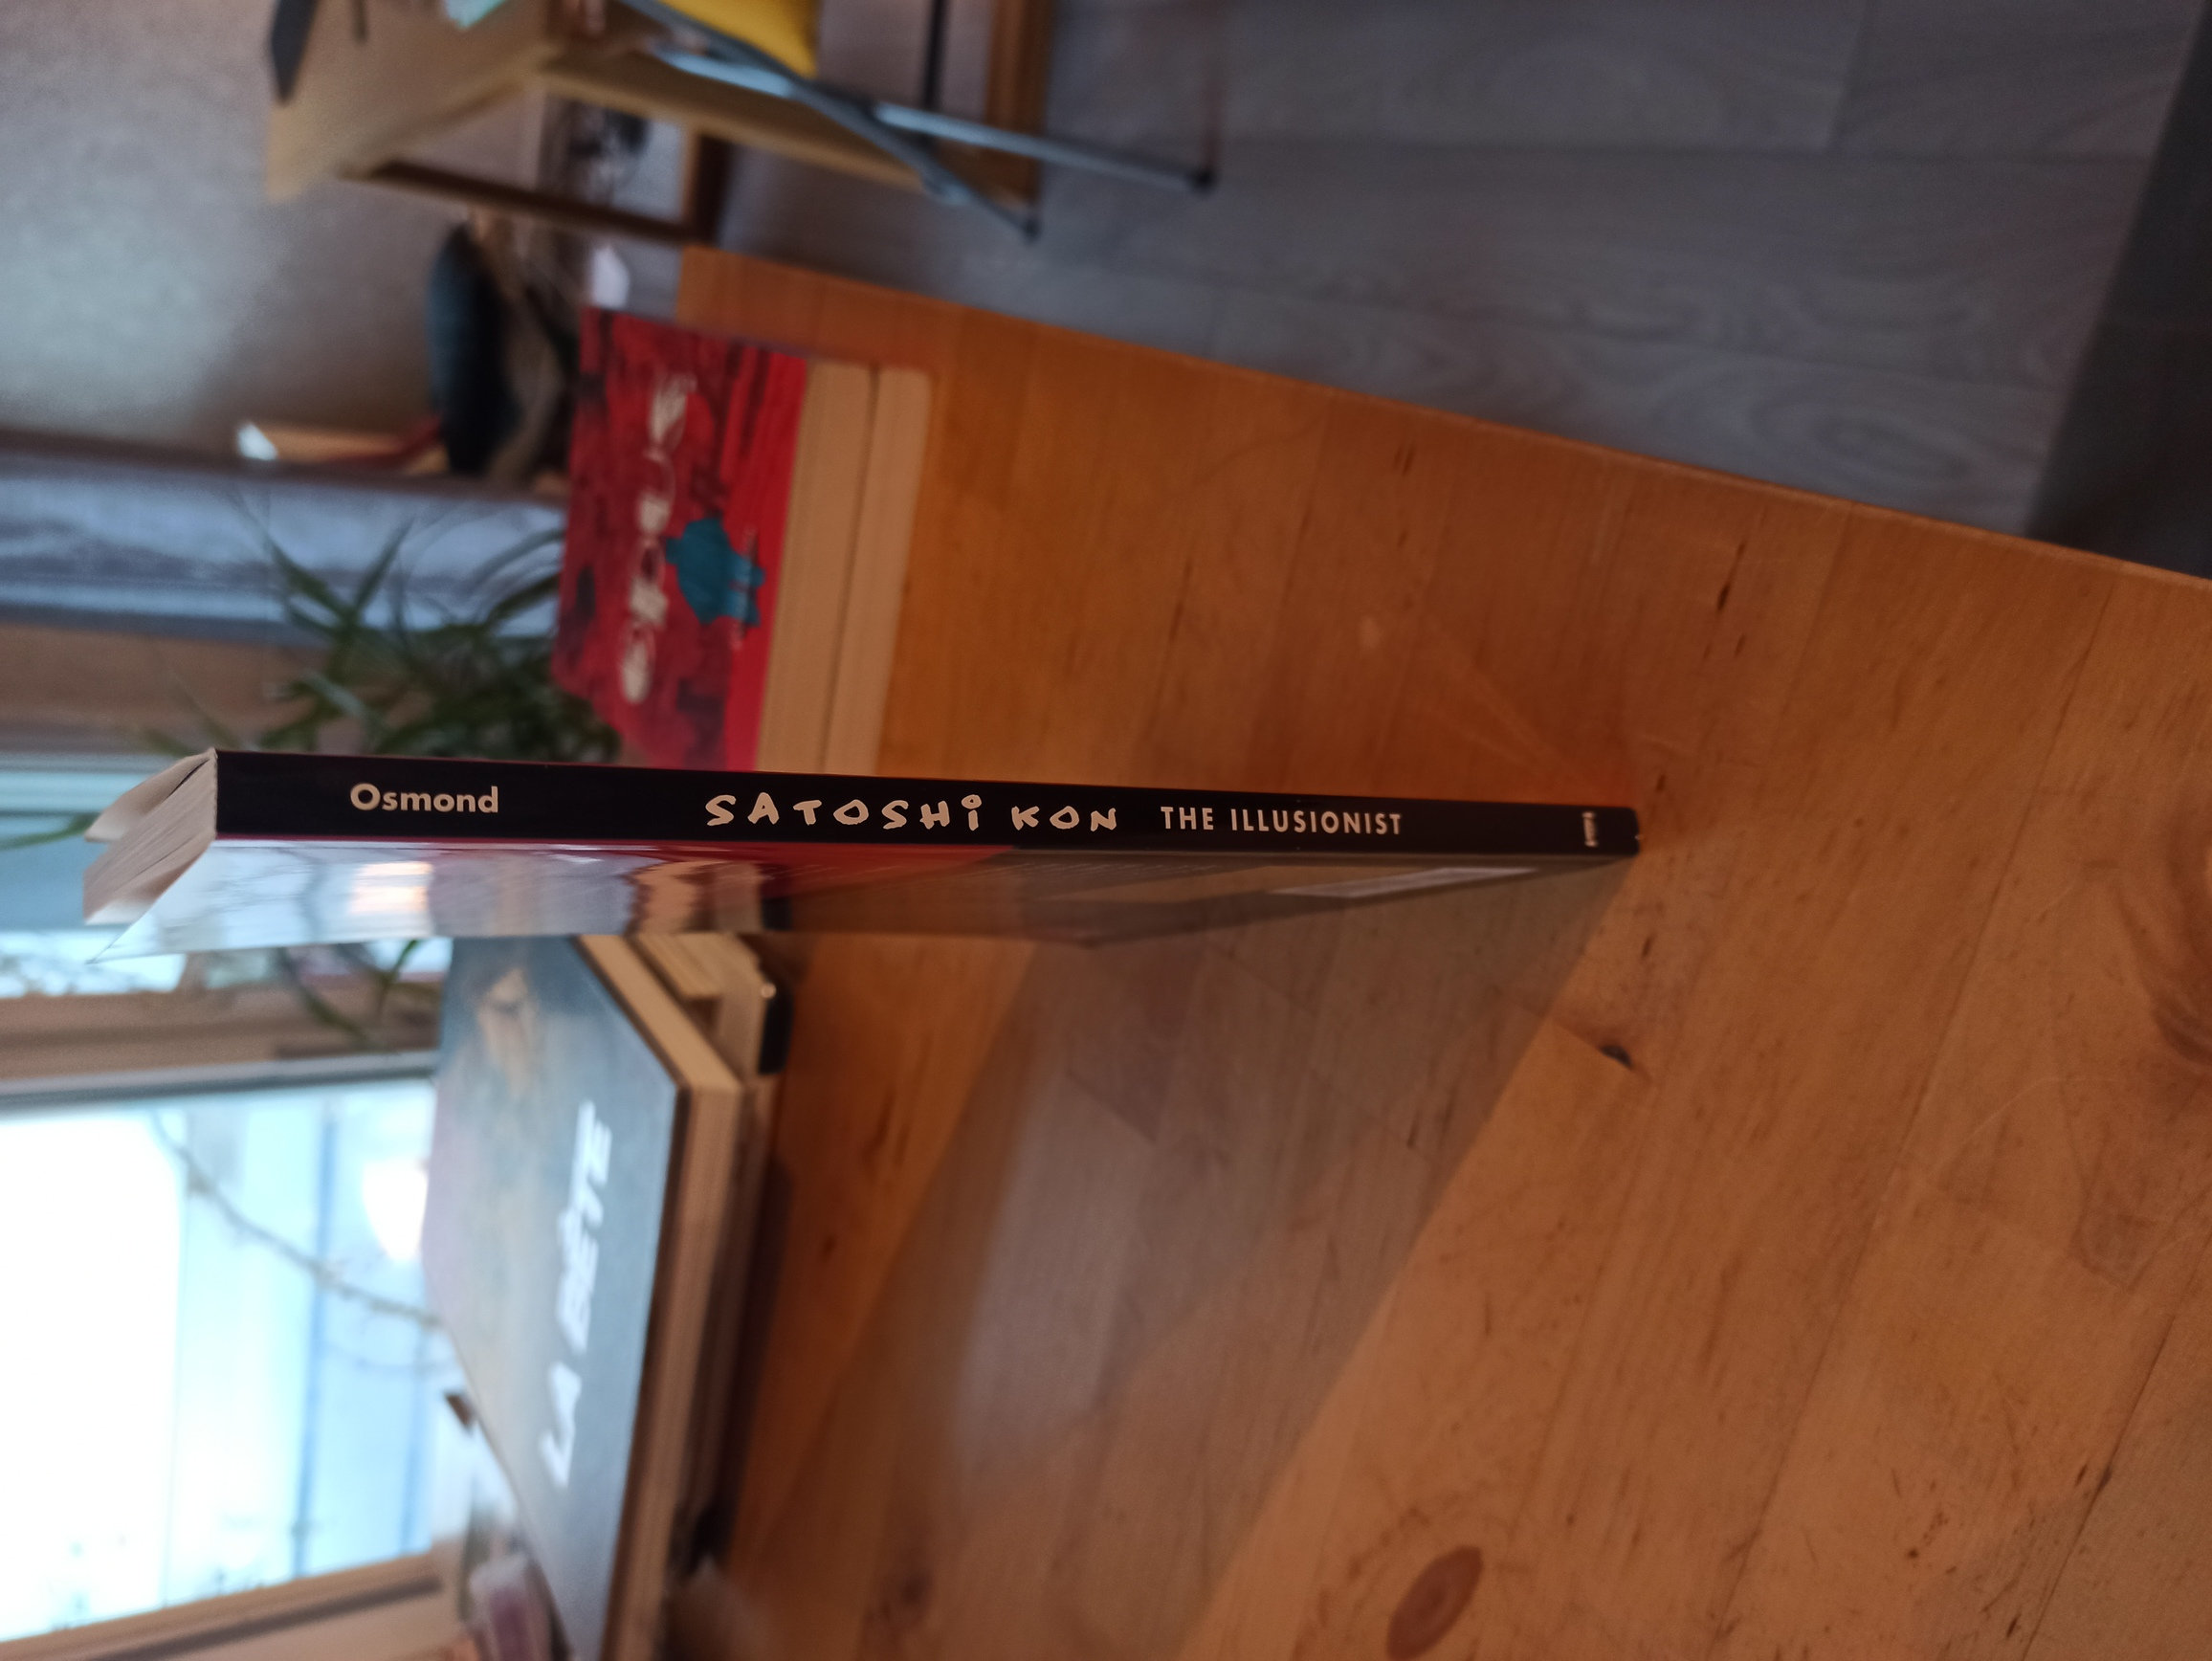 Osmond SATOSHI KON THE ILLUSIONIST
LA BÊTE